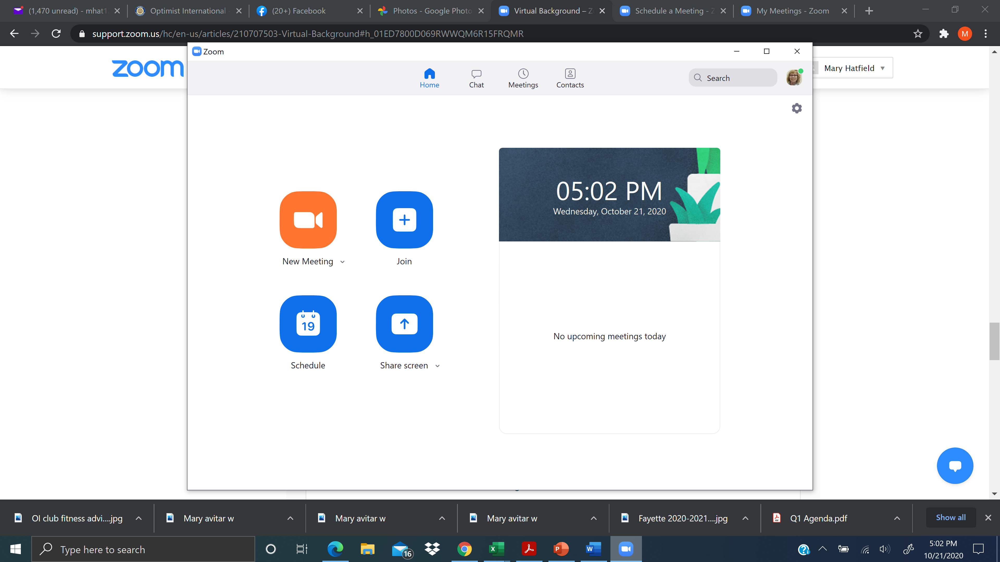 (1,470 unread) - mhat1
Optimist International -
(20+) Facebook
Photos - Google Photo
Virtual Background – Z
Schedule a Meeting - Z
My Meetings - Zoom
support.zoom.us/hc/en-us/articles/210707503-Virtual-Background#h_01ED7800D069RWWQM6R15FRQMR
M
zoom
Mary Hatfield
Zoom
Home
Chat
Meetings
Contacts
Search
05:02 PM
Wednesday, October 21, 2020
New Meeting
Join
19
Schedule
Share screen
No upcoming meetings today
OI club fitness advi....jpg
Mary avitar w
Mary avitar w
Mary avitar w
Fayette 2020-2021....jpg
Q1 Agenda.pdf
Show all
Type here to search
16
5:02 PM
10/21/2020